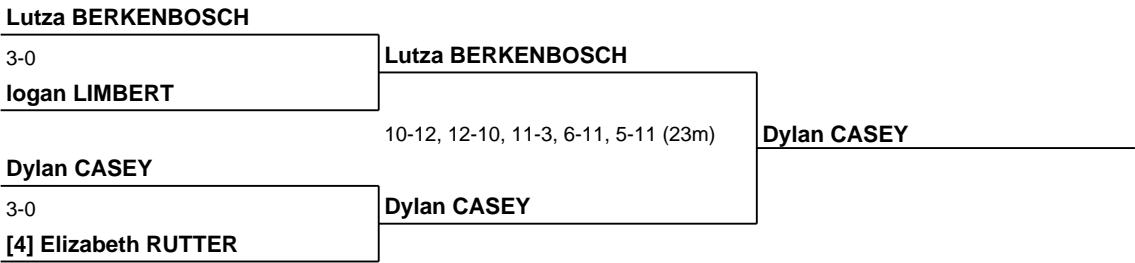 Lutza BERKENBOSCH
3-0
logan LIMBERT
Lutza BERKENBOSCH
10-12, 12-10, 11-3, 6-11, 5-11 (23m)
Dylan CASEY
Dylan CASEY
3-0
[4] Elizabeth RUTTER
Dylan CASEY